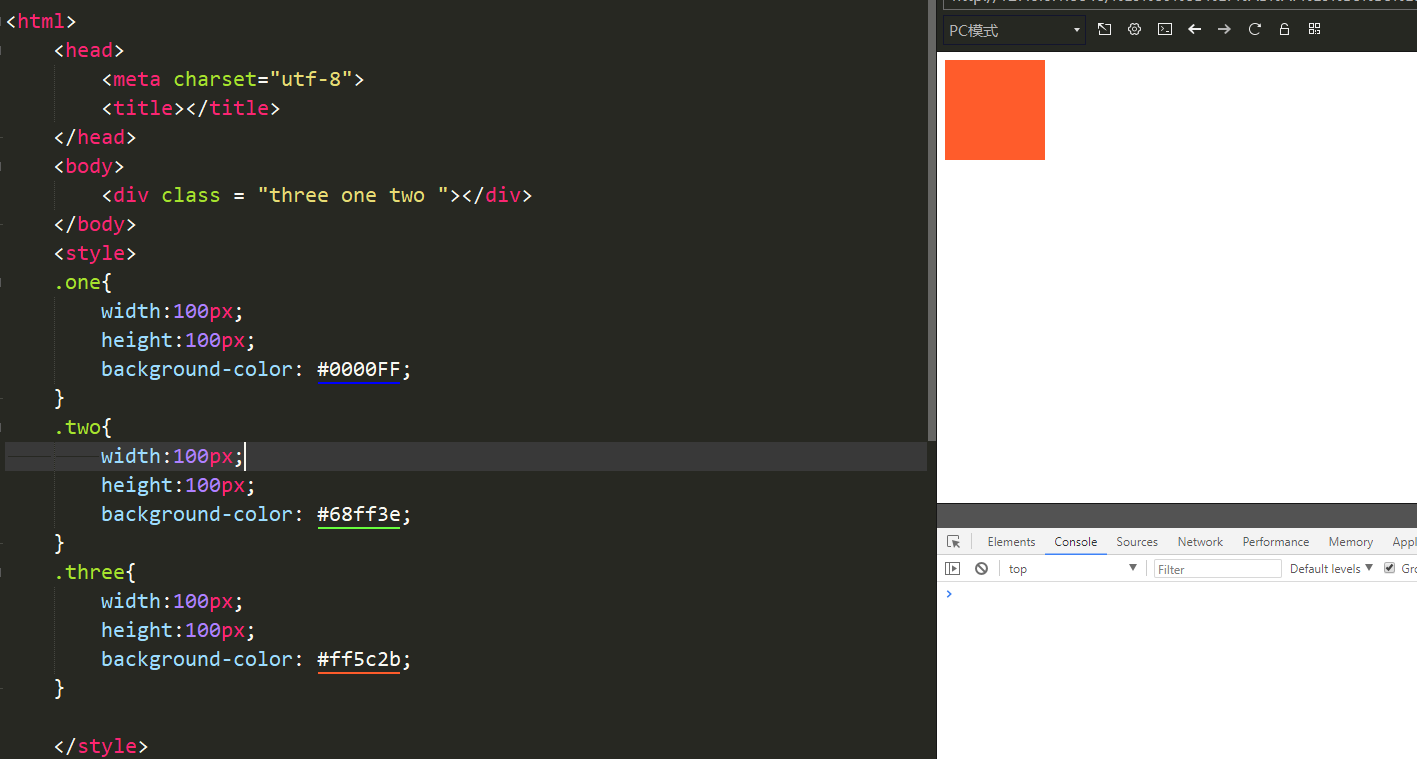 <html>
<head>
<meta charset="utf-8">
<title></title>
</head>
<body>
<div class = "three one two "></div>
</body>
<style>
.one{
width:100px;
height:100px;
background-color: #0000FF;
}
.two{
width:100px;
height:100px;
background-color: #68ff3e;
}
.three{
width:100px;
height:100px;
background-color: #ff5c2b;
}
</style>
PC模式
Elements Console Sources Network Performance Memory Appl
top Filter Default levels Gro